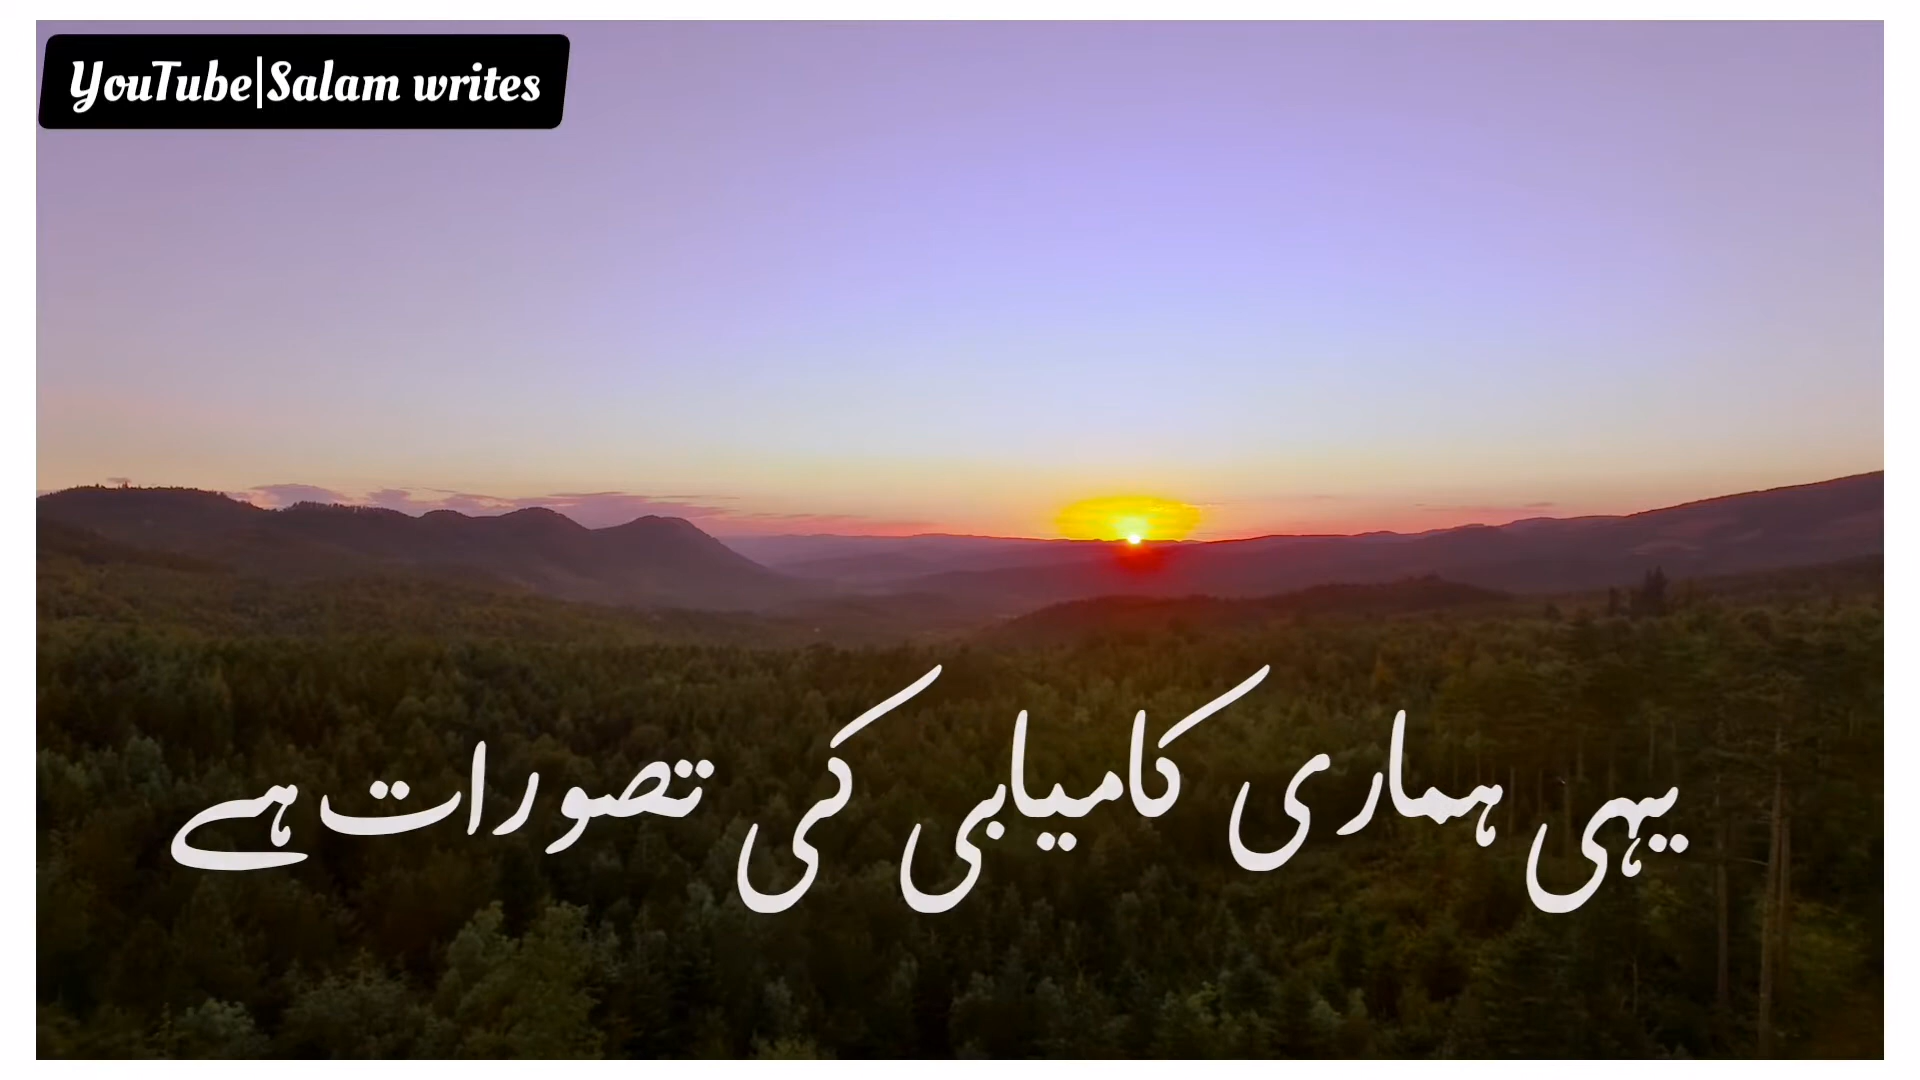 YouTube|Salam writes
یہی ہماری کامیابی کی تصورات ہے